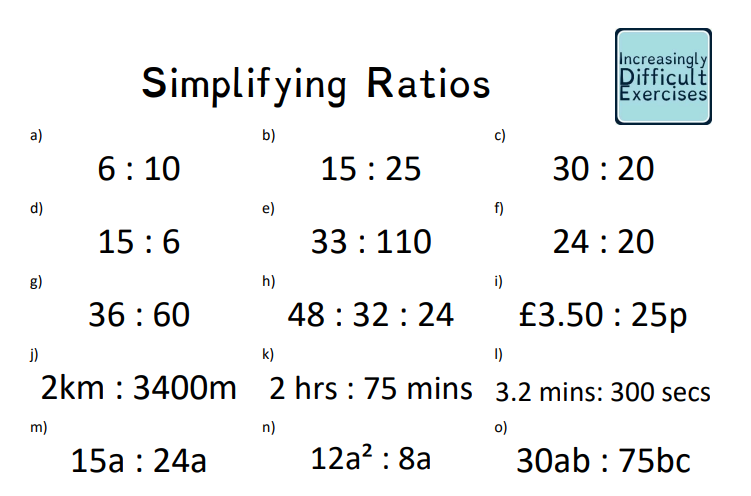 Simplifying Ratios
Increasingly
Difficult
Exercises
a) b) c)
6 : 10 15 : 25 30 : 20
d) e) f)
15 : 6 33 : 110 24 : 20
g) h) i)
36 : 60 48 : 32 : 24 £3.50 : 25p
j) k) l)
2km : 3400m 2 hrs : 75 mins 3.2 mins: 300 secs
m) n) o)
15a : 24a 12a² : 8a 30ab : 75bc